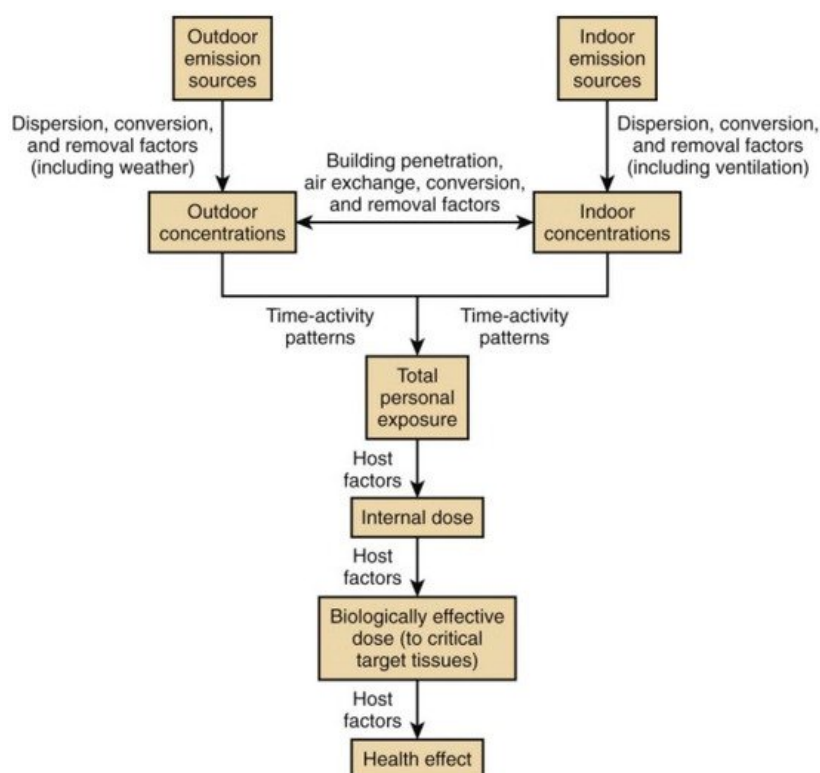 Outdoor
emission
sources
Indoor
emission
sources
Dispersion, conversion,
and removal factors
(including weather)
Dispersion, conversion,
and removal factors
(including ventilation)
Building penetration,
air exchange, conversion,
and removal factors
Outdoor
concentrations
Indoor
concentrations
Time-activity
patterns
Time-activity
patterns
Total
personal
exposure
Host
factors
Internal dose
Host
factors
Biologically effective
dose (to critical
target tissues)
Host
factors
Health effect